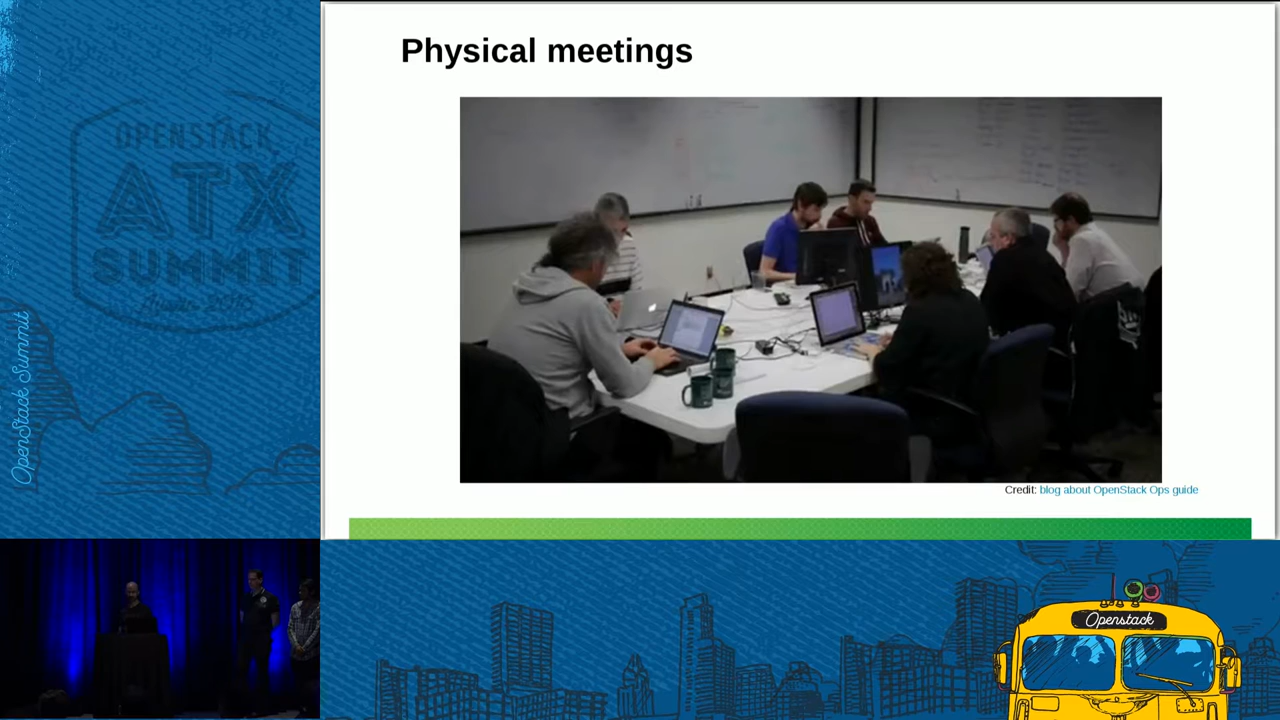 Physical meetings
Credit: blog about OpenStack Ops guide
OPENSTACK
ATX
SUMMIT
OpenStack Summit
Openstack